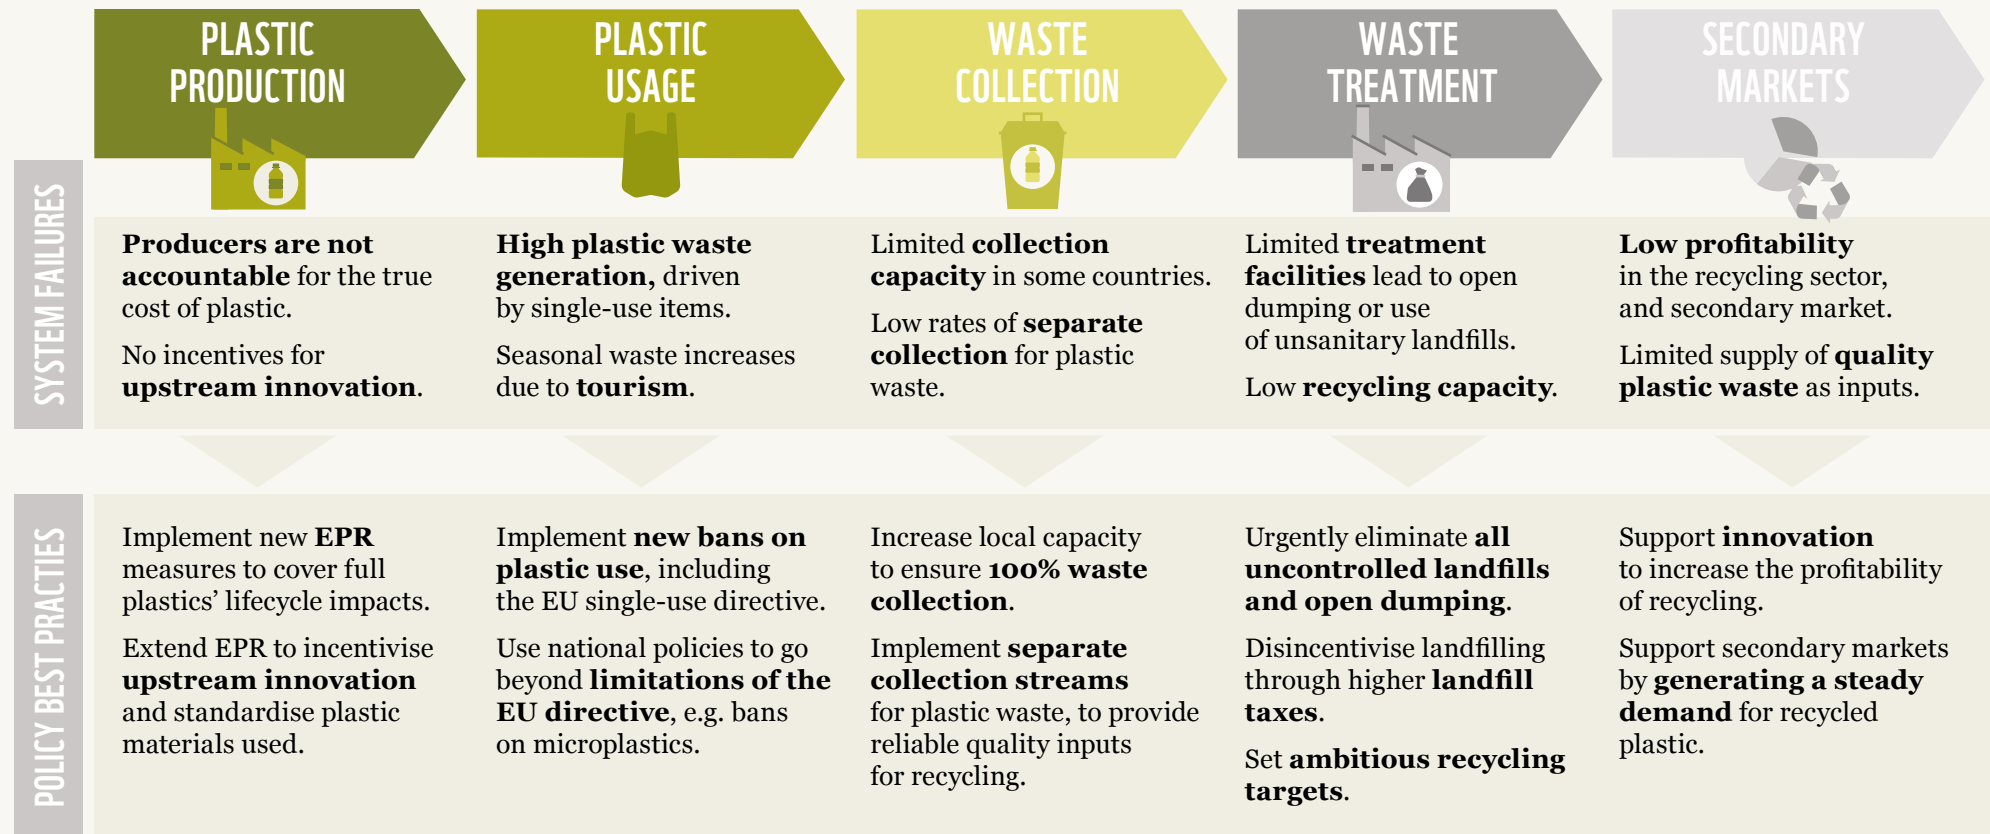 PLASTIC
PRODUCTION
PLASTIC
USAGE
WASTE
COLLECTION
WASTE
TREATMENT
SECONDARY
MARKETS
SYSTEM FAILURES
Producers are not
accountable for the true
cost of plastic.
No incentives for
upstream innovation.
High plastic waste
generation, driven
by single-use items.
Seasonal waste increases
due to tourism.
Limited collection
capacity in some countries.
Low rates of separate
collection for plastic
waste.
Limited treatment
facilities lead to open
dumping or use
of unsanitary landfills.
Low recycling capacity.
Low profitability
in the recycling sector,
and secondary market.
Limited supply of quality
plastic waste as inputs.
POLICY BEST PRACTIES
Implement new EPR
measures to cover full
plastics’ lifecycle impacts.
Extend EPR to incentivise
upstream innovation
and standardise plastic
materials used.
Implement new bans on
plastic use, including
the EU single-use directive.
Use national policies to go
beyond limitations of the
EU directive, e.g. bans
on microplastics.
Increase local capacity
to ensure 100% waste
collection.
Implement separate
collection streams
for plastic waste, to provide
reliable quality inputs
for recycling.
Urgently eliminate all
uncontrolled landfills
and open dumping.
Disincentivise landfilling
through higher landfill
taxes.
Set ambitious recycling
targets.
Support innovation
to increase the profitability
of recycling.
Support secondary markets
by generating a steady
demand for recycled
plastic.